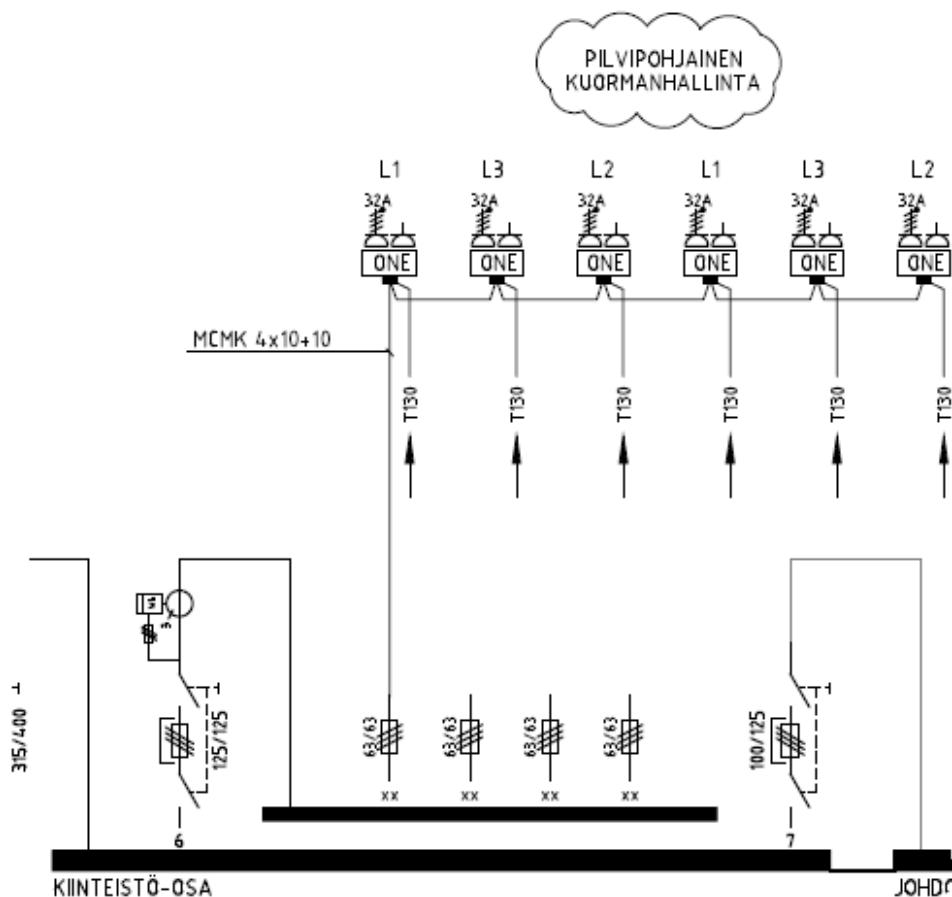 PILVIPOHJAINEN
KUORMANHALLINTA
L1 L3 L2 L1 L3 L2
32A 32A 32A 32A 32A 32A
ONE ONE ONE ONE ONE ONE
MCMK 4x10+10
T130 T130 T130 T130 T130 T130
3
315/400
125/125
63/63 63/63 63/63 63/63
100/125
xx xx xx xx
6 7
KIINTEISTÖ-OSA JOHDO